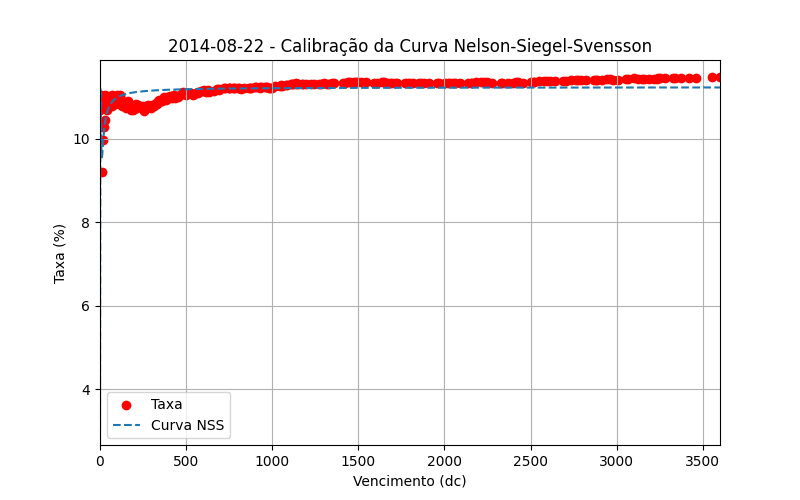 2014-08-22 - Calibração da Curva Nelson-Siegel-Svensson
Taxa (%)
10
8
6
4
Taxa
Curva NSS
0 500 1000 1500 2000 2500 3000 3500
Vencimento (dc)